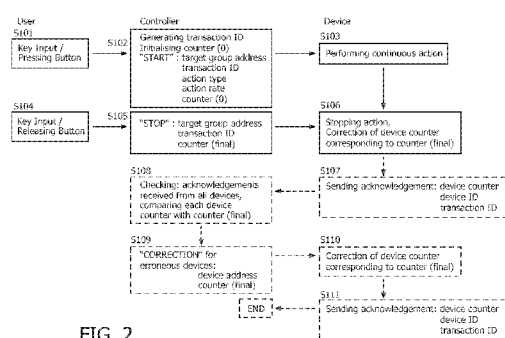 User
Controller
Device
S101
Key Input /
Pressing Button
S102
Generating transaction ID
Initialising counter (0)
"START" : target group address
transaction ID
action type
action rate
counter (0)
S103
Performing continuous action
S104
Key Input /
Releasing Button
S105
"STOP" : target group address
transaction ID
counter (final)
S106
Stopping action,
Correction of device counter
corresponding to counter (final)
S107
Sending acknowledgement: device counter
device ID
transaction ID
S108
Checking: acknowledgements
received from all devices,
comparing each device
counter with counter (final)
S109
"CORRECTION" for
erroneous devices:
device address
counter (final)
S110
Correction of device counter
corresponding to counter (final)
S111
Sending acknowledgement: device counter
device ID
transaction ID
END
FIG. 2